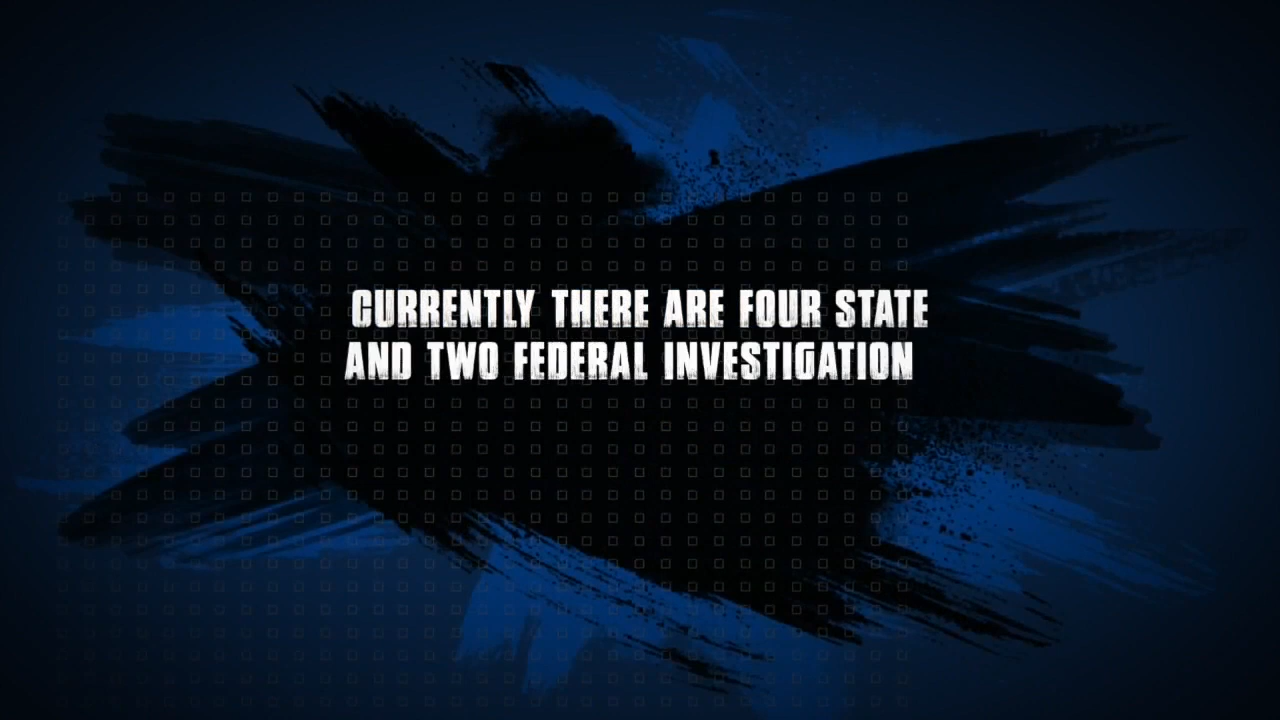 CURRENTLY THERE ARE FOUR STATE
AND TWO FEDERAL INVESTIGATION